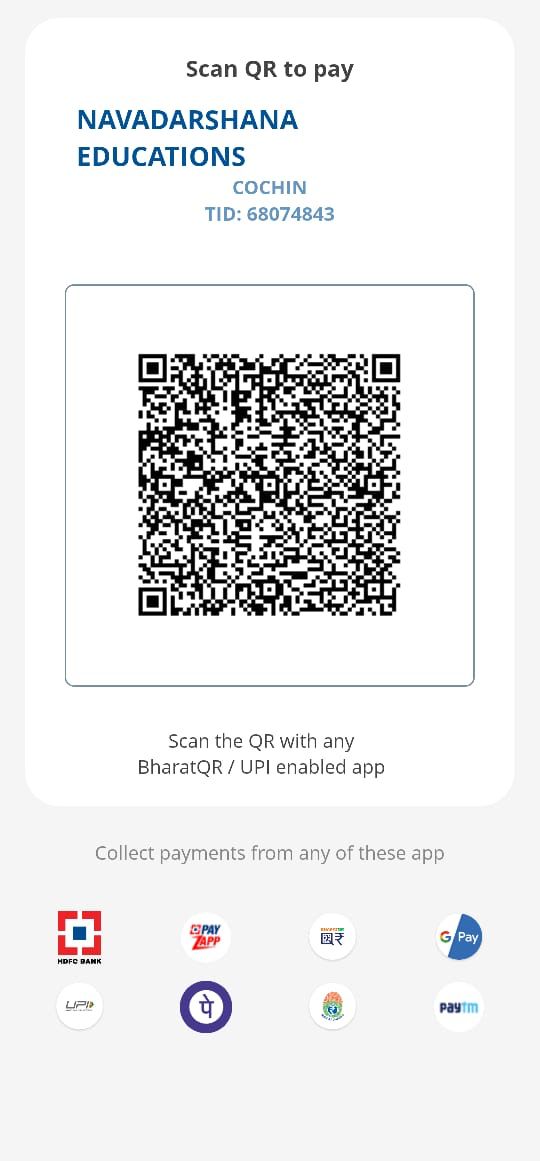 Scan QR to pay
NAVADARSHANA
EDUCATIONS
COCHIN
TID: 68074843
Scan the QR with any
BharatQR / UPI enabled app
Collect payments from any of these app
HDFC BANK
PAY
ZAPP
G Pay
UPI
पे
paytm